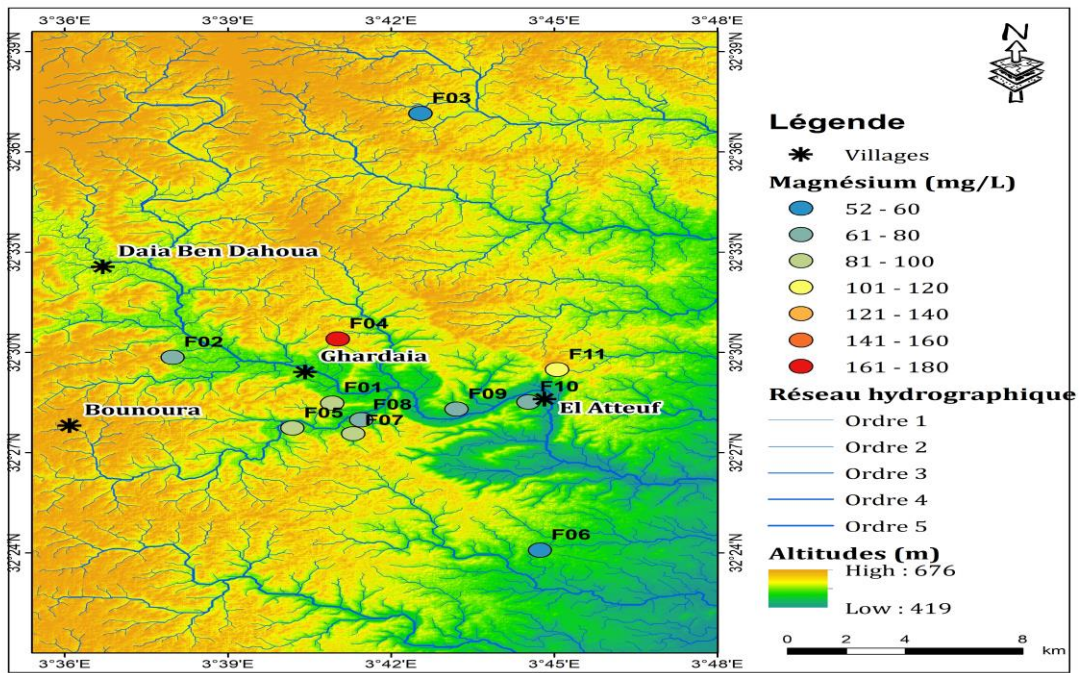 3°36'E 3°39'E 3°42'E 3°45'E 3°48'E
32°39'N 32°39'N
N
F03
Légende
32°36'N 32°36'N
Villages
Magnésium (mg/L)
52 - 60
61 - 80
32°33'N 32°33'N
Daia Ben Dahoua
81 - 100
101 - 120
121 - 140
F04
141 - 160
F02 32°30'N 32°30'N
Ghardaia
F11
161 - 180
F01 F10
Réseau hydrographique
Bounoura F05 F08 F09 El Atteuf
F07
Ordre 1
32°27'N 32°27'N
Ordre 2
Ordre 3
Ordre 4
F06
Ordre 5
32°24'N 32°24'N
Altitudes (m)
High : 676
Low : 419
0 2 4 8
km
3°36'E 3°39'E 3°42'E 3°45'E 3°48'E